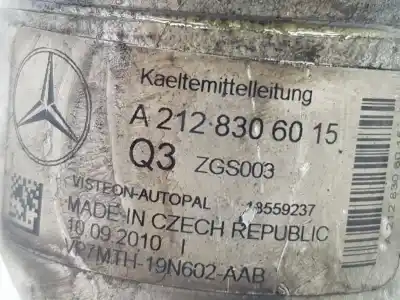 Kaeltemittelleitung
A 212 830 60 15
Q3 ZGS003
VISTEON-AUTOPAL 18559237
MADE IN CZECH REPUBLIC
10.09.2010 I
VP7MTH-19N602-AAB